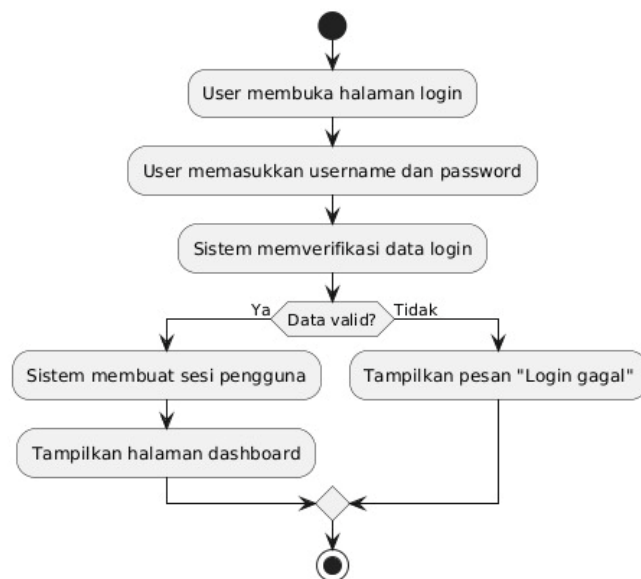 User membuka halaman login
User memasukkan username dan password
Sistem memverifikasi data login
Ya
Data valid?
Tidak
Sistem membuat sesi pengguna
Tampilkan pesan "Login gagal"
Tampilkan halaman dashboard